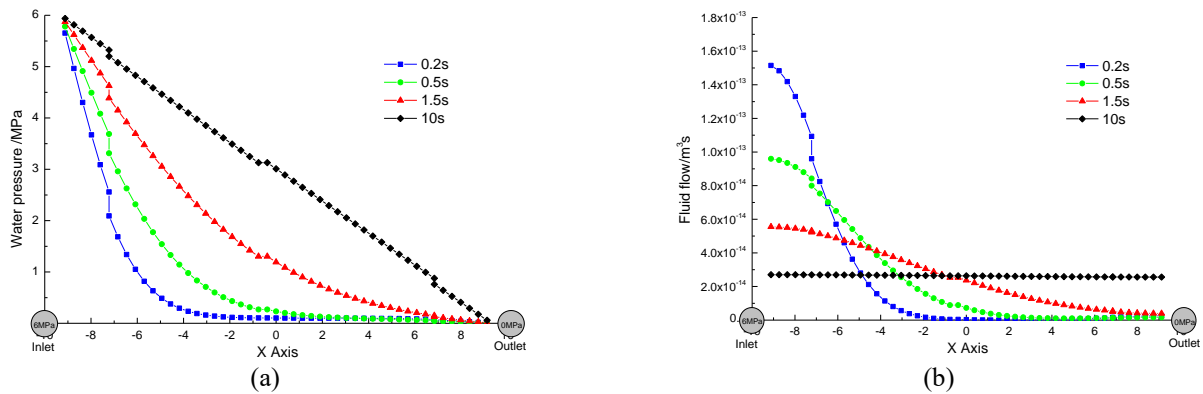 6
5
4
3
2
1
Water pressure /MPa
0.2s
0.5s
1.5s
10s
6MPa
-8 -6 -4 -2 0 2 4 6 8
0MPa
Inlet
X Axis
Outlet
(a)
1.8x10⁻¹³
1.6x10⁻¹³
1.4x10⁻¹³
1.2x10⁻¹³
1.0x10⁻¹³
8.0x10⁻¹⁴
6.0x10⁻¹⁴
4.0x10⁻¹⁴
2.0x10⁻¹⁴
Fluid flow/m³s
0.2s
0.5s
1.5s
10s
6MPa
-8 -6 -4 -2 0 2 4 6 8
0MPa
Inlet
X Axis
Outlet
(b)